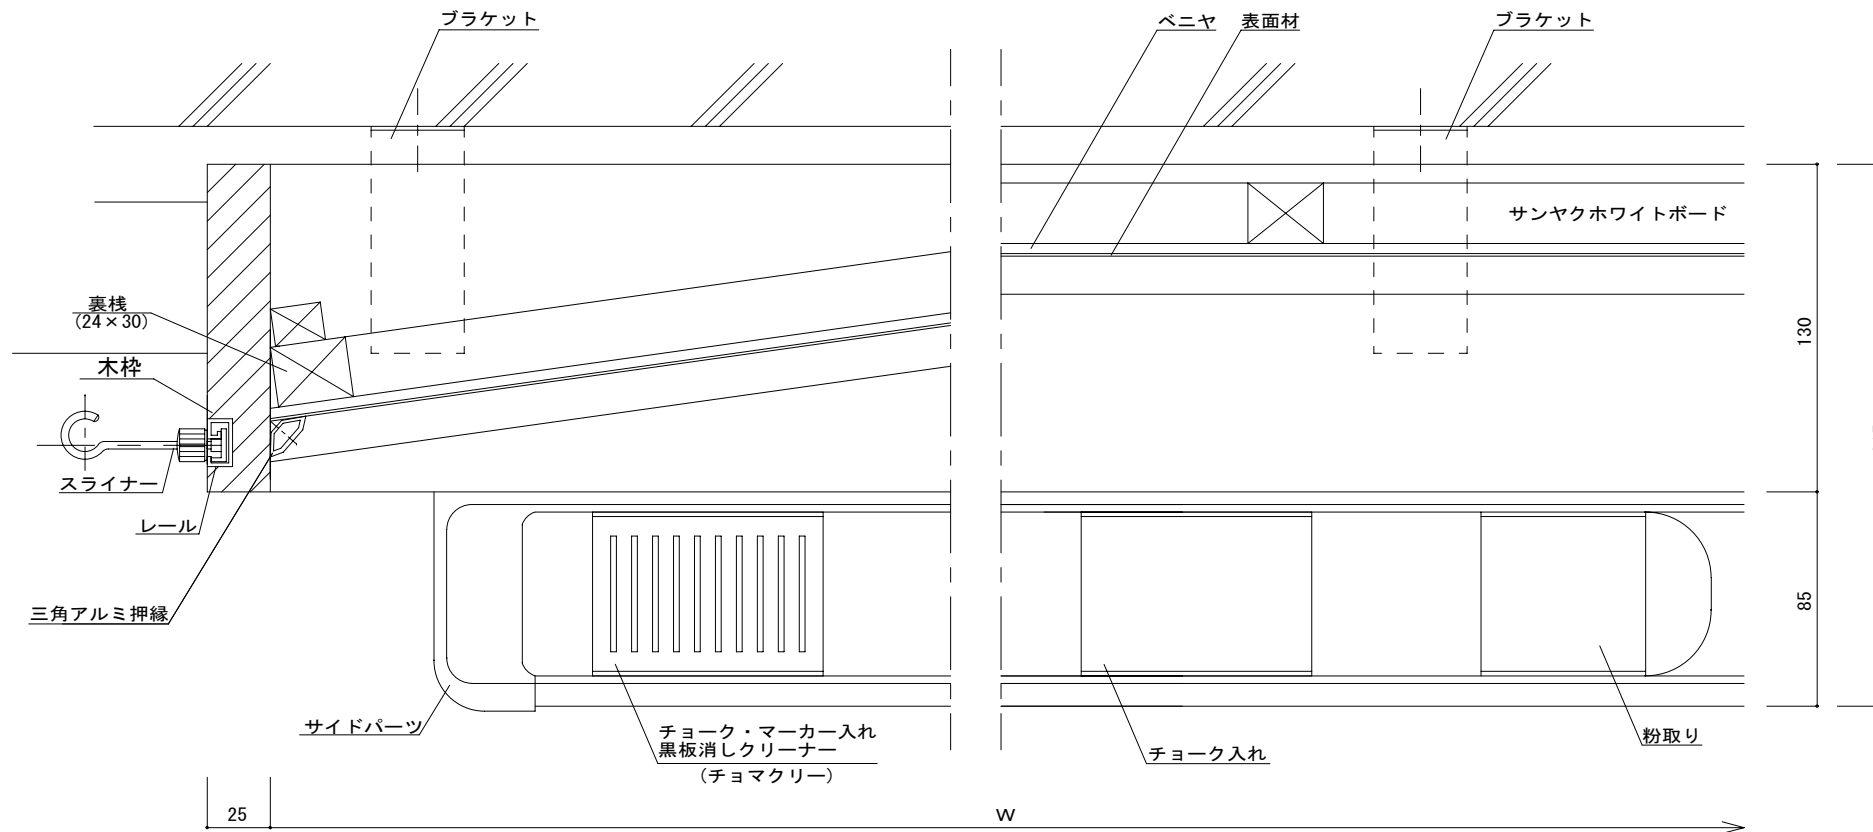 ブラケット
ベニヤ
表面材
ブラケット
サンヤクホワイトボード
裏桟
(24×30)
木枠
130
スライナー
レール
三角アルミ押縁
85
サイドパーツ
チョーク・マーカー入れ
黒板消しクリーナー
(チョマクリー)
チョーク入れ
粉取り
25
W